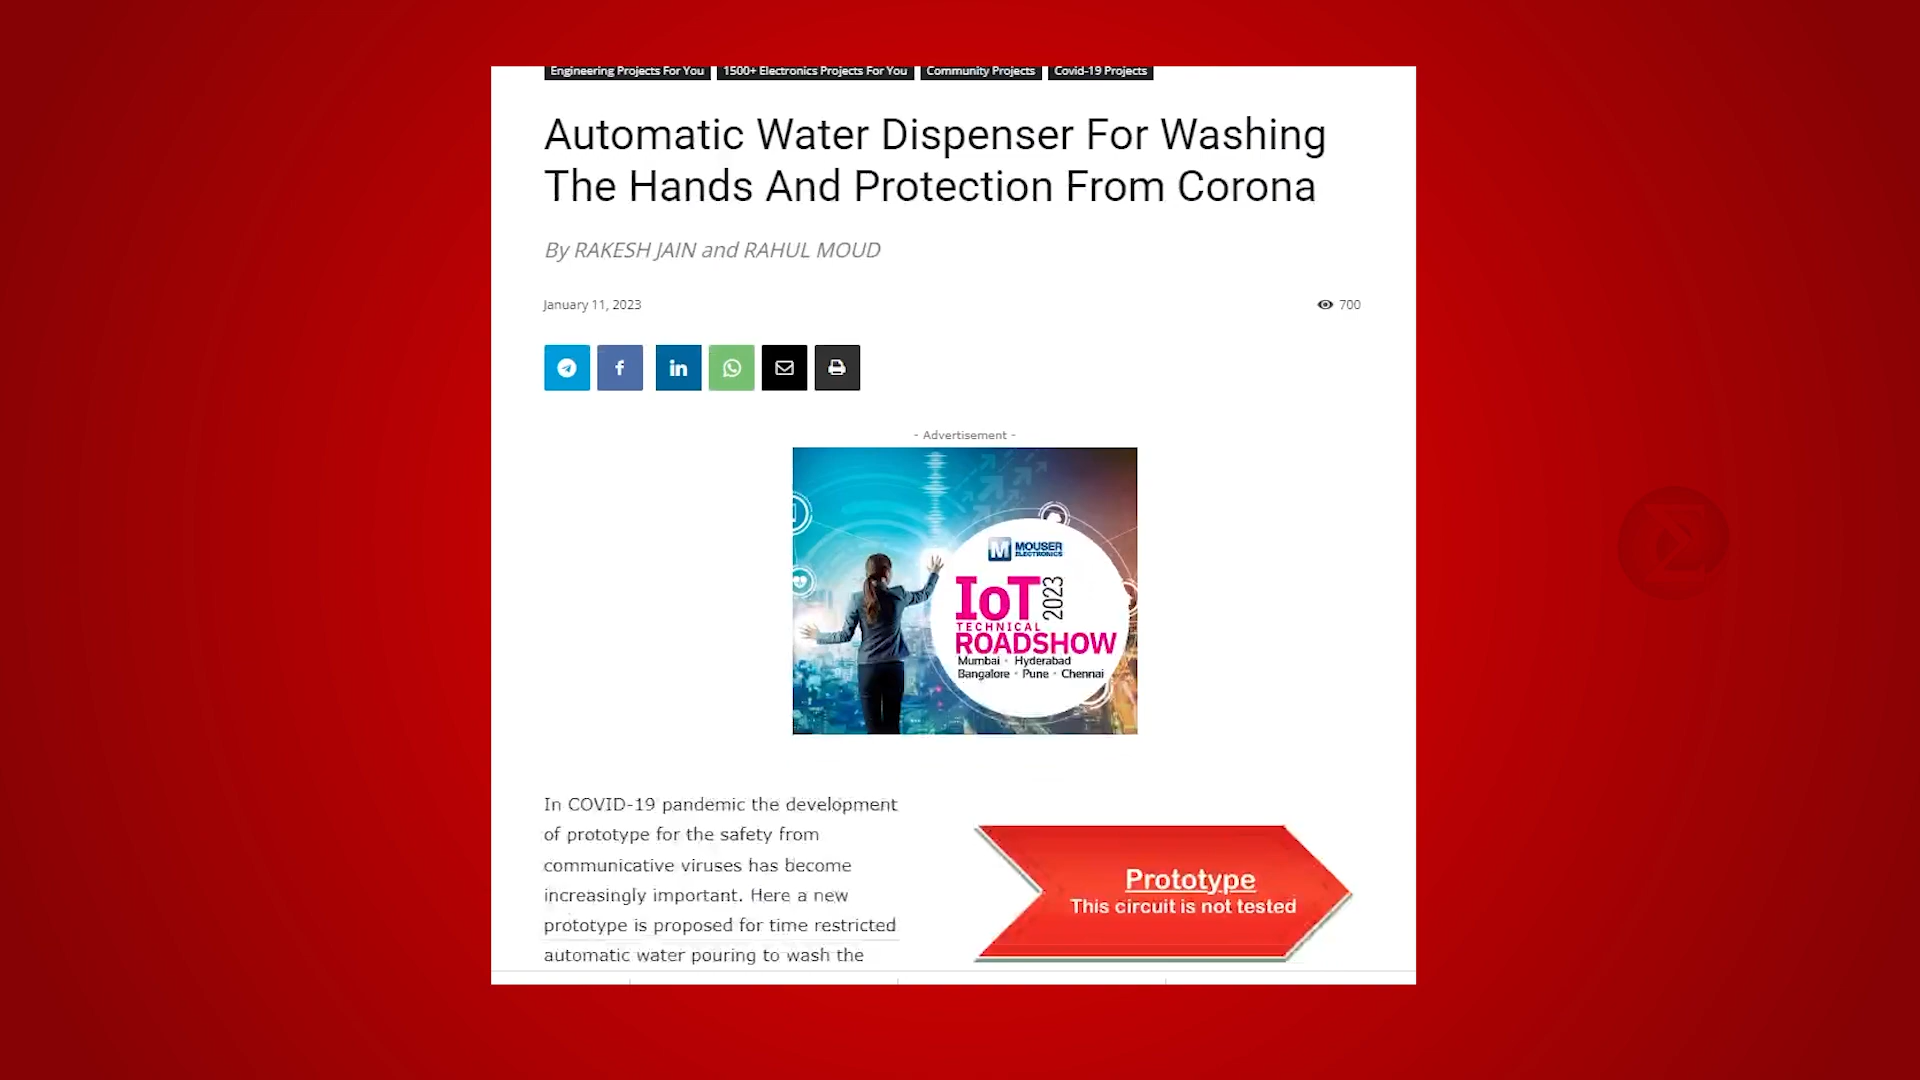 Engineering Projects For You 1500+ Electronics Projects For You Community Projects Covid-19 Projects
Automatic Water Dispenser For Washing
The Hands And Protection From Corona
By RAKESH JAIN and RAHUL MOUD
January 11, 2023 700
- Advertisement -
M MOUSER
ELECTRONICS
IoT 2023
TECHNICAL
ROADSHOW
Mumbai • Hyderabad
Bangalore • Pune • Chennai
In COVID-19 pandemic the development
of prototype for the safety from
communicative viruses has become
increasingly important. Here a new
prototype is proposed for time restricted
automatic water pouring to wash the
Prototype
This circuit is not tested